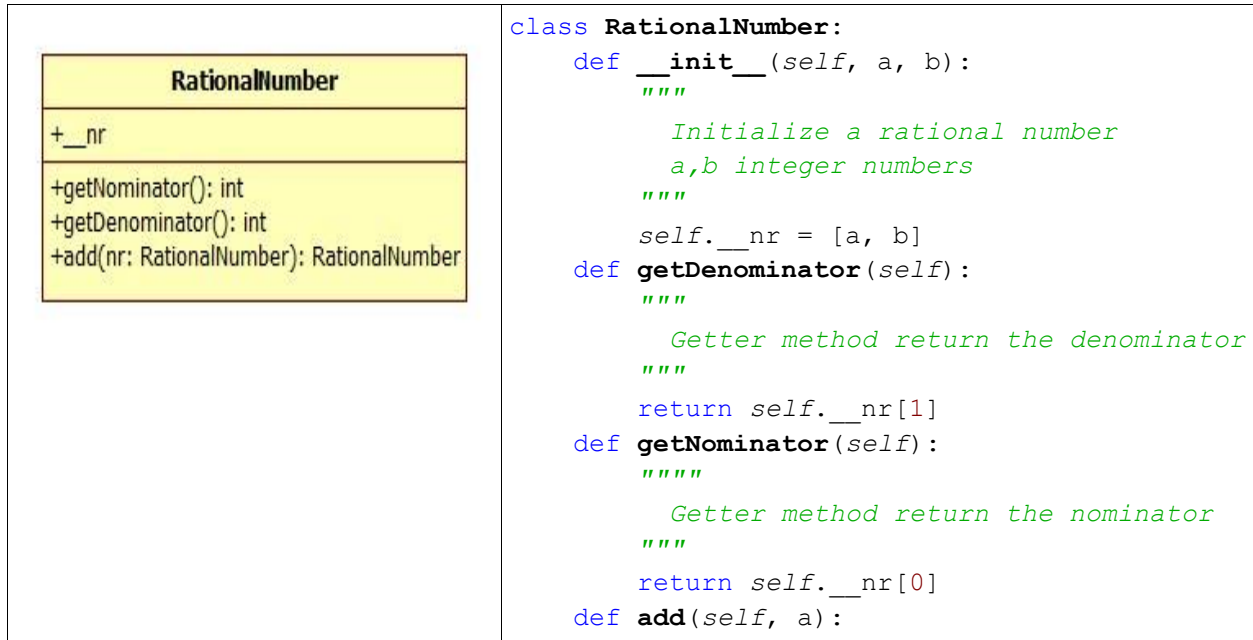 RationalNumber
+__nr
+getNominator(): int
+getDenominator(): int
+add(nr: RationalNumber): RationalNumber
class RationalNumber:
    def __init__(self, a, b):
        """
          Initialize a rational number
          a,b integer numbers
        """
        self.__nr = [a, b]
    def getDenominator(self):
        """
          Getter method return the denominator
        """
        return self.__nr[1]
    def getNominator(self):
        """"
          Getter method return the nominator
        """
        return self.__nr[0]
    def add(self, a):